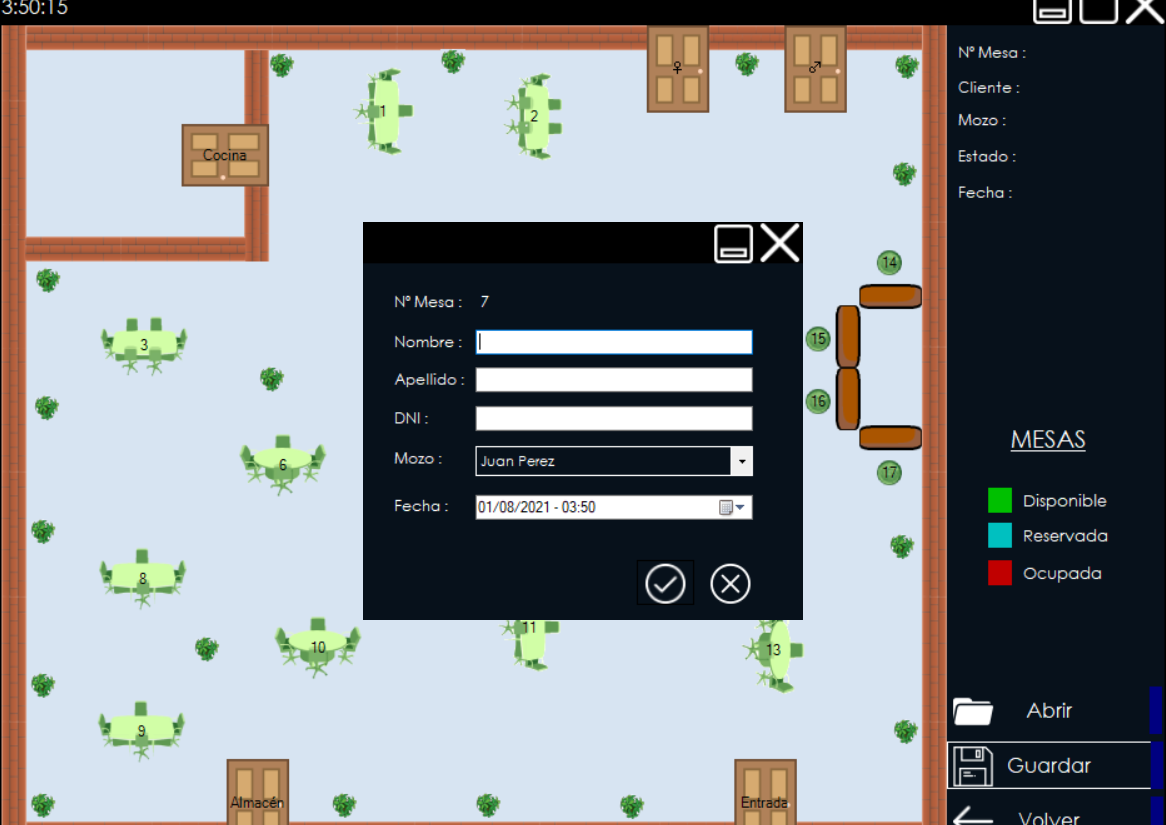 3:50:15
♀
♂
Nº Mesa :
Cliente :
Mozo :
Estado :
Fecha :
1
2
Cocina
14
Nº Mesa : 7
Nombre :
Apellido :
DNI :
Mozo : Juan Perez
Fecha : 01/08/2021 - 03:50
15
3
16
17
6
8
11
10
13
9
MESAS
Disponible
Reservada
Ocupada
Abrir
Guardar
Volver
Almacén
Entrada